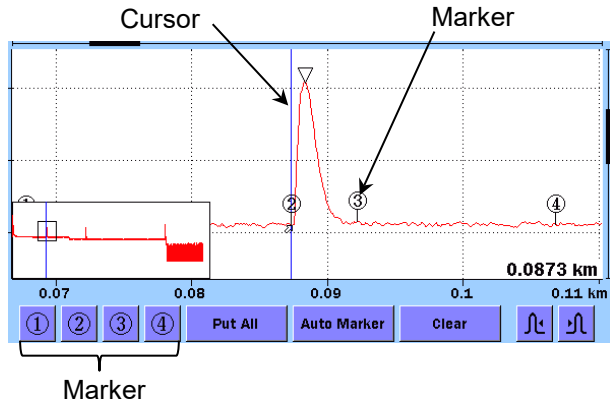 Cursor
Marker
①
②
③
④
0.0873 km
0.07
0.08
0.09
0.1
0.11 km
① ② ③ ④ Put All Auto Marker Clear
Marker